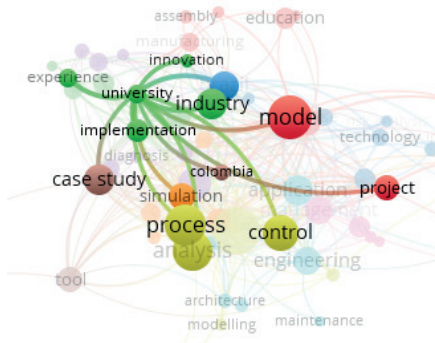 assembly
education
manufacturing
innovation
experience
university
industry
model
implementation
technology
diagnosis
case study
colombia
application
project
simulation
process
control
analysis
engineering
tool
architecture
modelling
maintenance